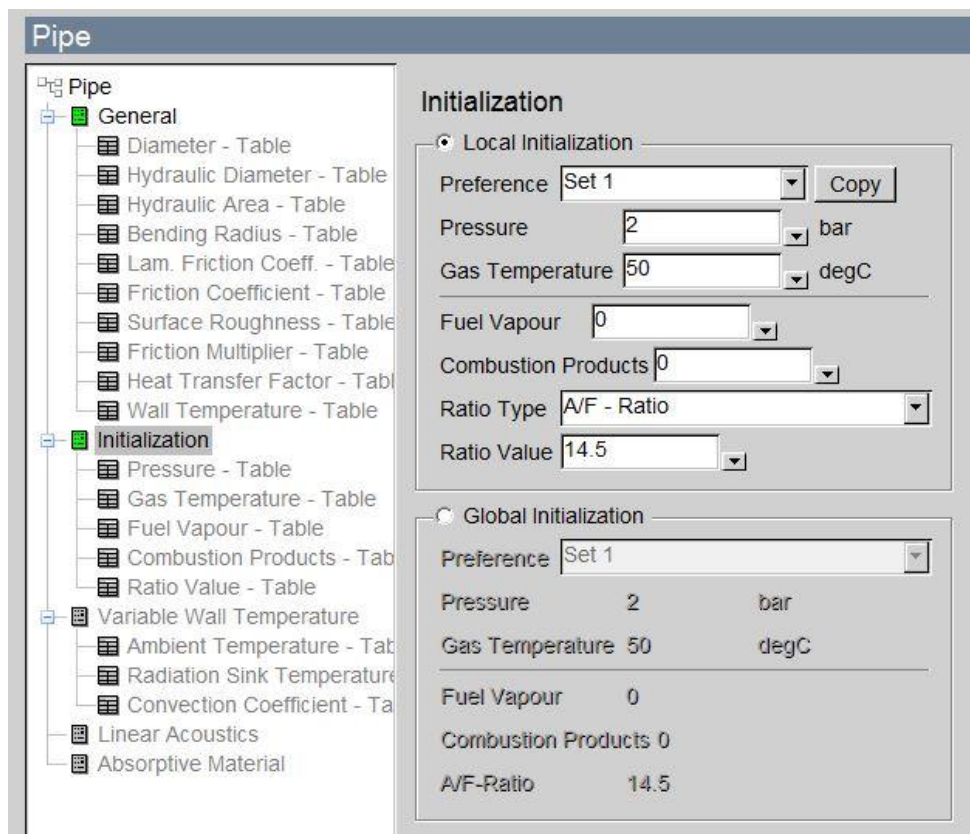 Pipe
Pipe
General
Diameter - Table
Hydraulic Diameter - Table
Hydraulic Area - Table
Bending Radius - Table
Lam. Friction Coeff. - Table
Friction Coefficient - Table
Surface Roughness - Table
Friction Multiplier - Table
Heat Transfer Factor - Tabl
Wall Temperature - Table
Initialization
Pressure - Table
Gas Temperature - Table
Fuel Vapour - Table
Combustion Products - Tab
Ratio Value - Table
Variable Wall Temperature
Ambient Temperature - Tab
Radiation Sink Temperature
Convection Coefficient - Ta
Linear Acoustics
Absorptive Material
Initialization
Local Initialization
Preference Set 1 Copy
Pressure 2 bar
Gas Temperature 50 degC
Fuel Vapour 0
Combustion Products 0
Ratio Type A/F - Ratio
Ratio Value 14.5
Global Initialization
Preference Set 1
Pressure 2 bar
Gas Temperature 50 degC
Fuel Vapour 0
Combustion Products 0
A/F-Ratio 14.5